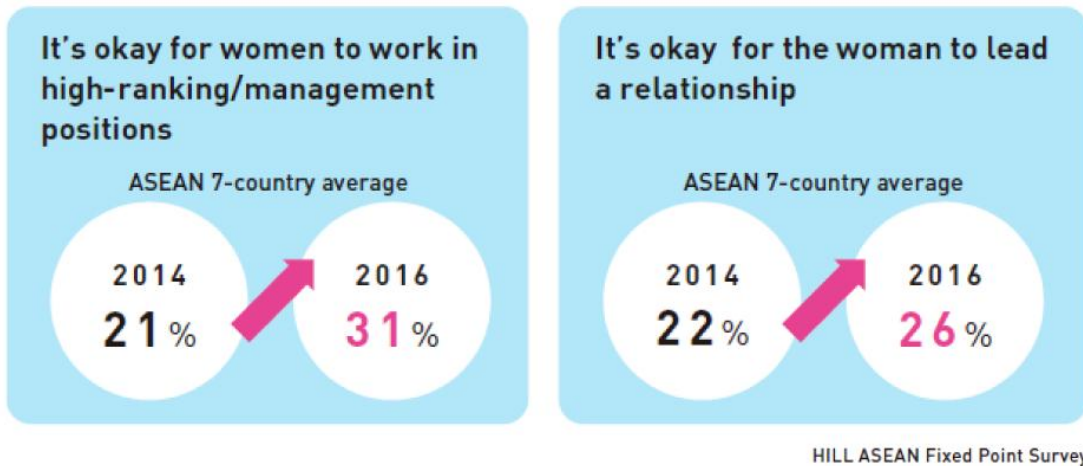 It's okay for women to work in
high-ranking/management
positions
ASEAN 7-country average
2014
21%
2016
31%
It's okay for the woman to lead
a relationship
ASEAN 7-country average
2014
22%
2016
26%
HILL ASEAN Fixed Point Survey